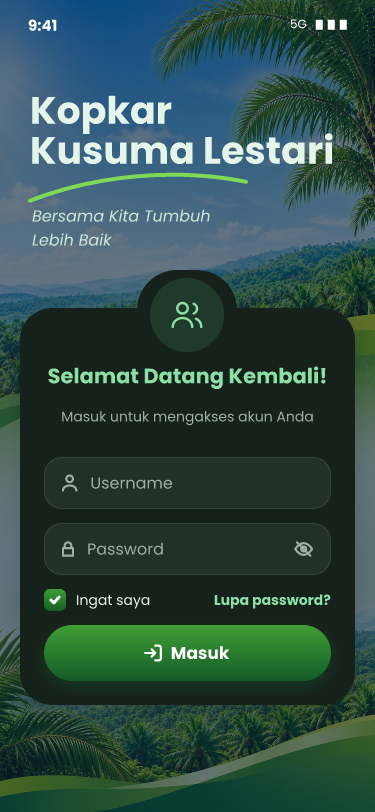 9:41
5G
Kopkar
Kusuma Lestari
Bersama Kita Tumbuh
Lebih Baik
Selamat Datang Kembali!
Masuk untuk mengakses akun Anda
Username
Password
Ingat saya
Lupa password?
Masuk